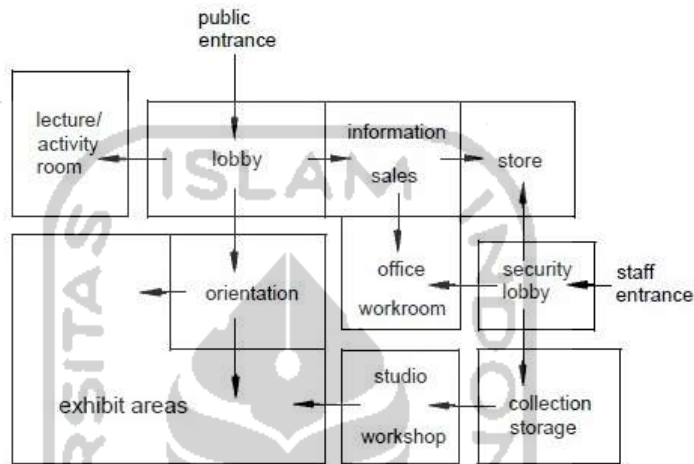 public
entrance
lecture/
activity
room
lobby
information
sales
store
orientation
office
workroom
security
lobby
staff
entrance
exhibit areas
studio
workshop
collection
storage
ISLAM